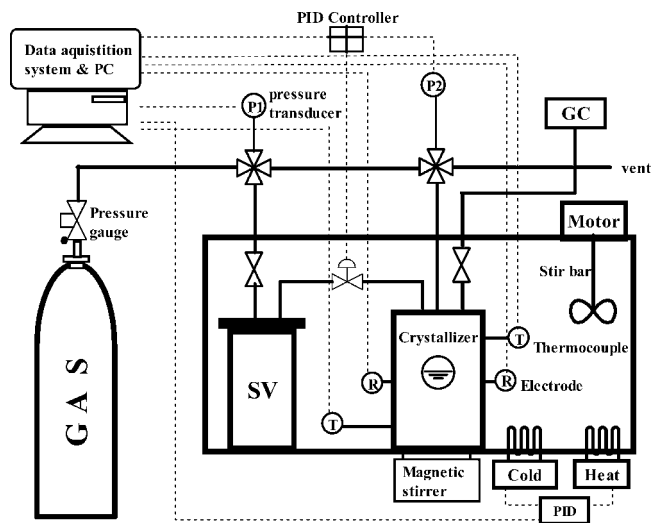 PID Controller
Data aquistition
system & PC
P1
pressure
transducer
P2
GC
vent
Pressure
gauge
Motor
Stir bar
Crystallizer
T
Thermocouple
GAS
SV
R
R
Electrode
T
Magnetic
stirrer
Cold
Heat
PID